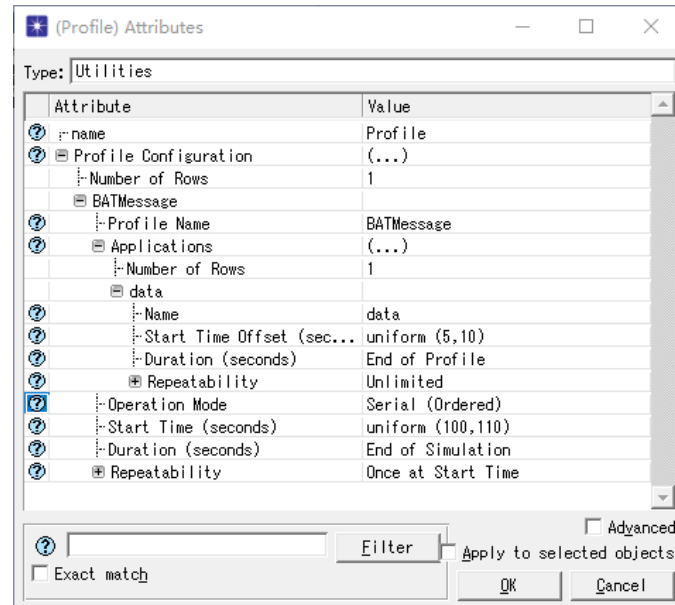 (Profile) Attributes
Type: Utilities
Attribute Value
name Profile
Profile Configuration (...)
Number of Rows 1
BATMessage
Profile Name BATMessage
Applications (...)
Number of Rows 1
data
Name data
Start Time Offset (sec... uniform (5,10)
Duration (seconds) End of Profile
Repeatability Unlimited
Operation Mode Serial (Ordered)
Start Time (seconds) uniform (100,110)
Duration (seconds) End of Simulation
Repeatability Once at Start Time
Advanced
Filter
Apply to selected objects
Exact match
OK Cancel